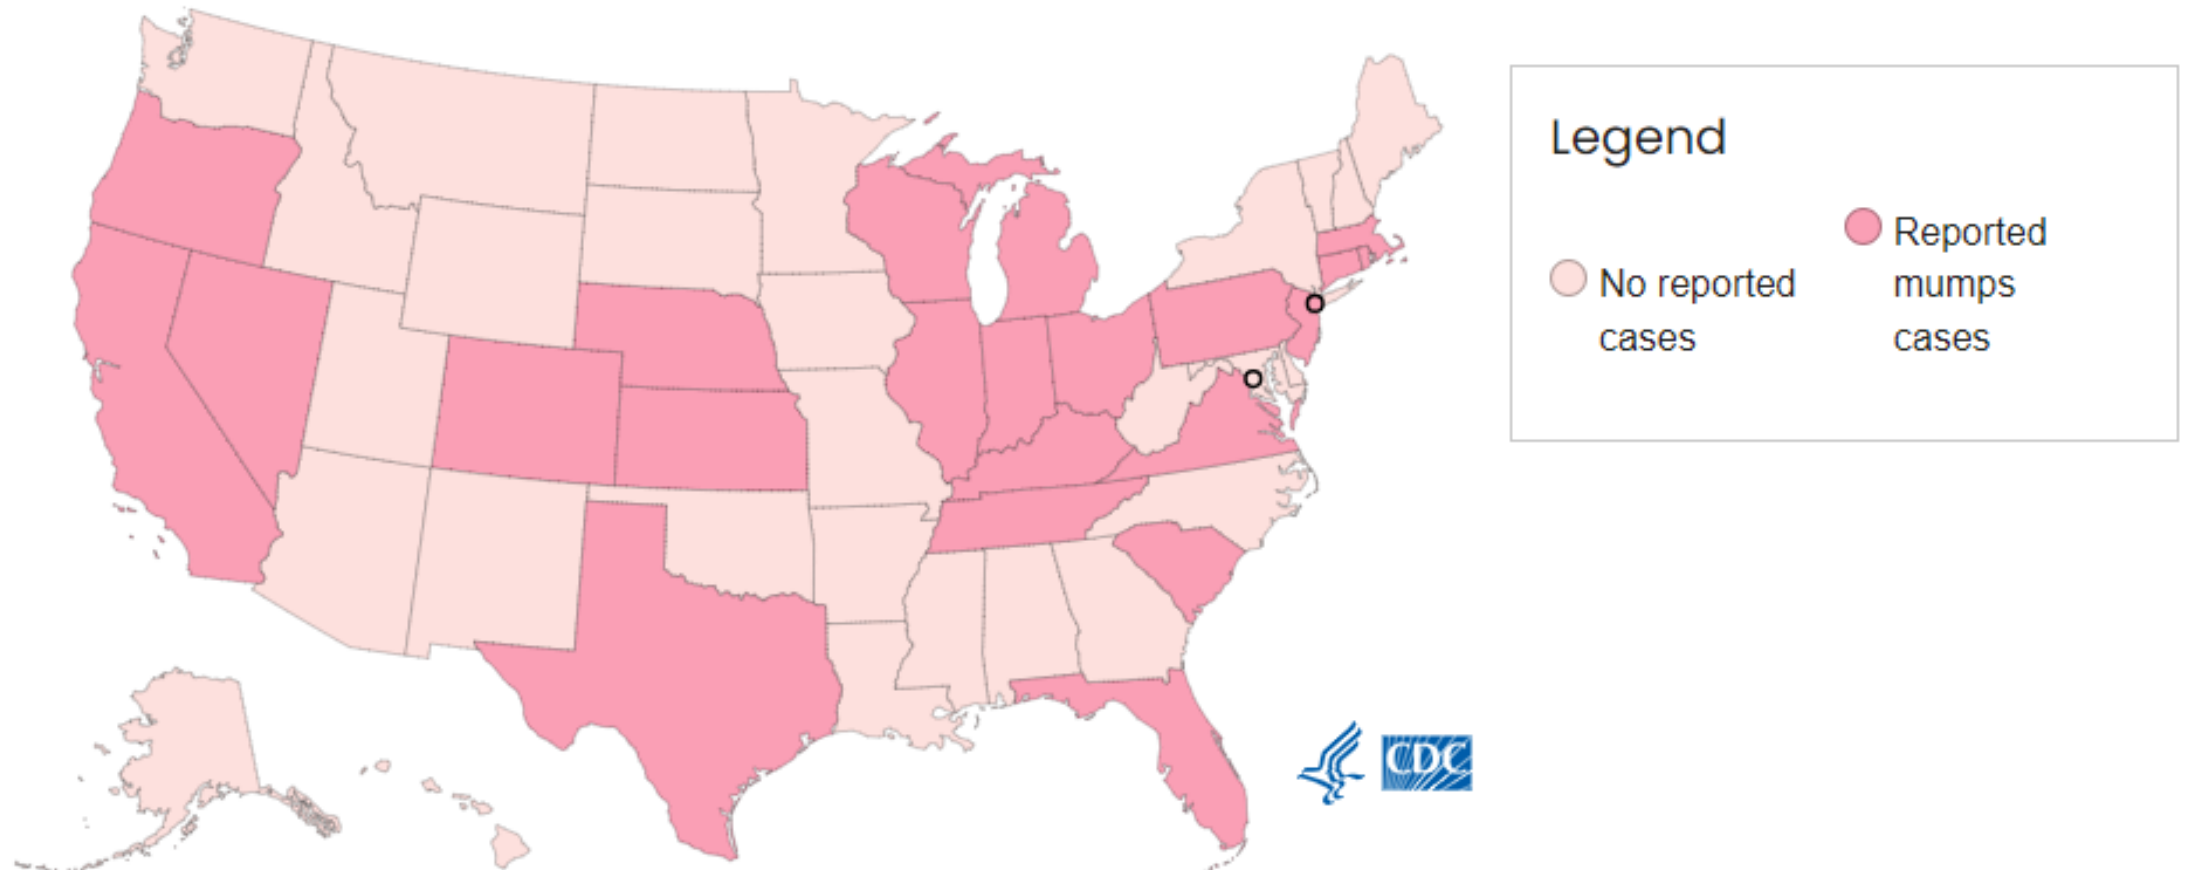 Legend
No reported
cases
Reported
mumps
cases
CDC